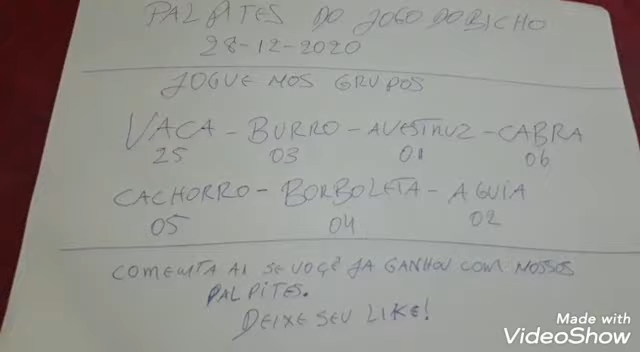 PALPITES DO JOGO DO BICHO
28-12-2020
JOGUE NOS GRUPOS
VACA - BURRO - AVESTRUZ - CABRA
25 03 01 06
CACHORRO - BORBOLETA - AGUIA
05 04 02
COMENTA AI SE VOÇÊ JA GANHOU COM NOSSOS
PALPITES.
DEIXE SEU LIKE!
Made with
VideoShow